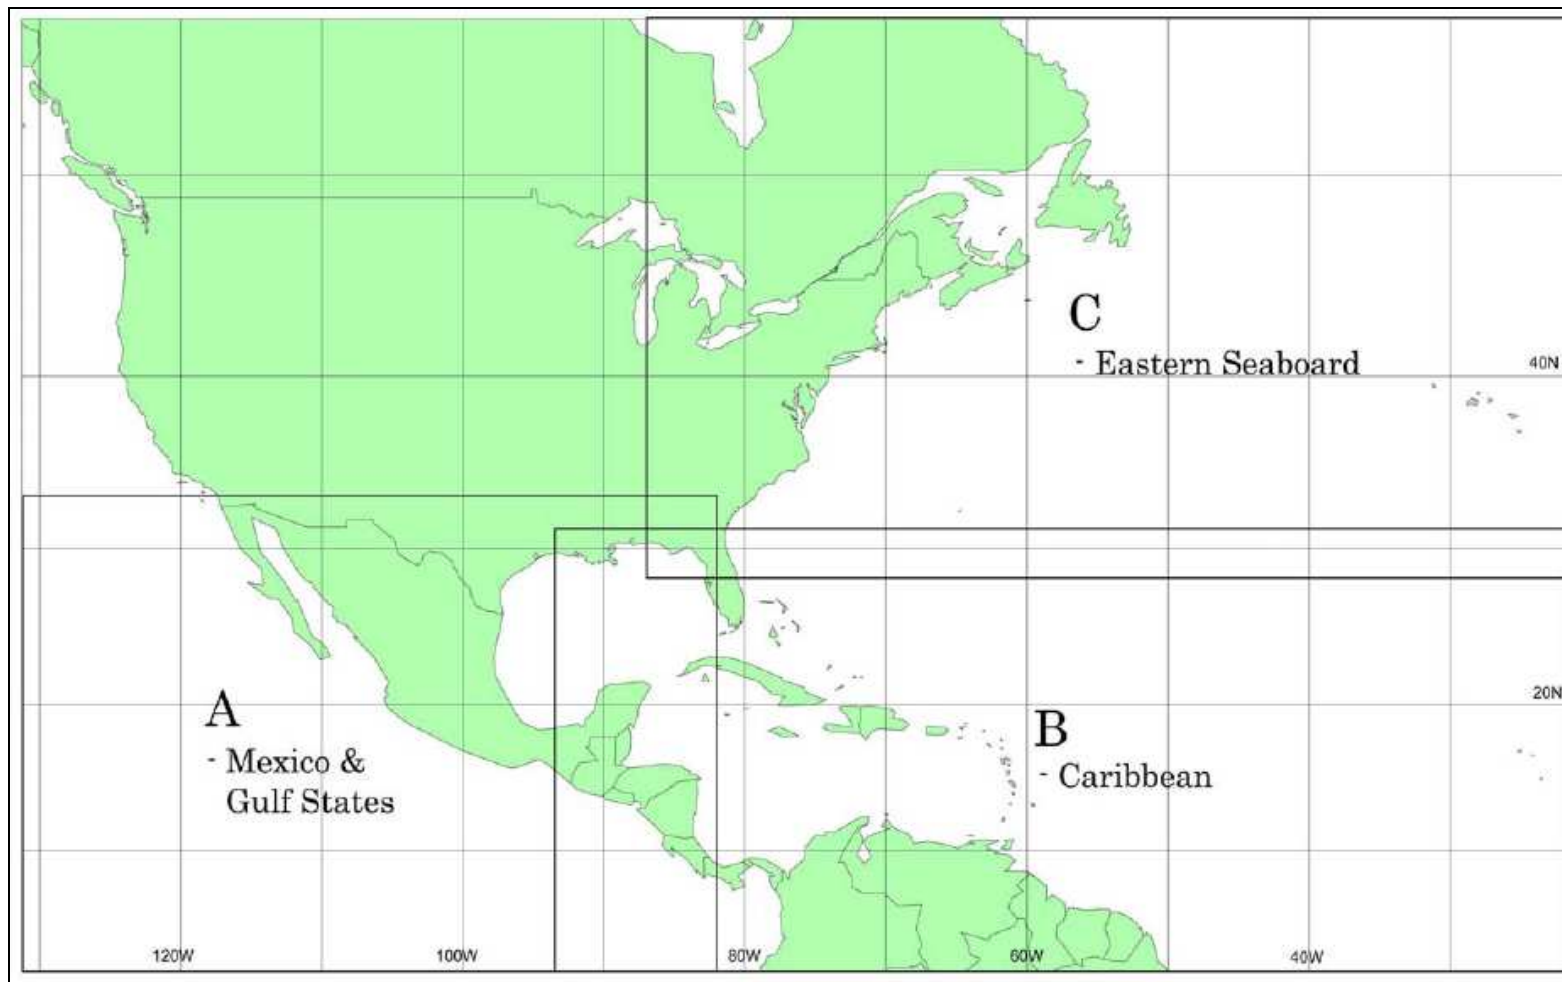 C
- Eastern Seaboard
40N
20N
A
- Mexico &
Gulf States
B
- Caribbean
120W
100W
80W
60W
40W